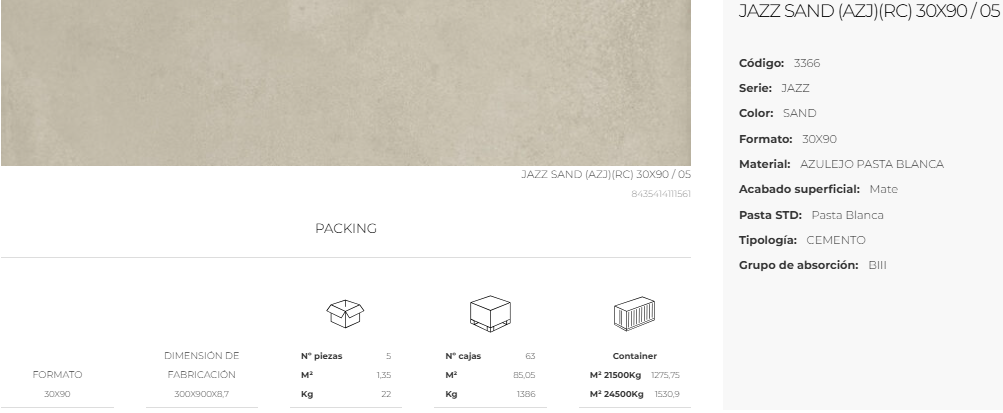 JAZZ SAND (AZJ)(RC) 30X90 / 05
8435414111561
PACKING
FORMATO
30X90
DIMENSIÓN DE
FABRICACIÓN
300X900X8,7
Nº piezas 5
M² 1,35
Kg 22
Nº cajas 63
M² 85,05
Kg 1386
Container
M² 21500Kg 1275,75
M² 24500Kg 1530,9
JAZZ SAND (AZJ)(RC) 30X90 / 05
Código: 3366
Serie: JAZZ
Color: SAND
Formato: 30X90
Material: AZULEJO PASTA BLANCA
Acabado superficial: Mate
Pasta STD: Pasta Blanca
Tipología: CEMENTO
Grupo de absorción: BIII